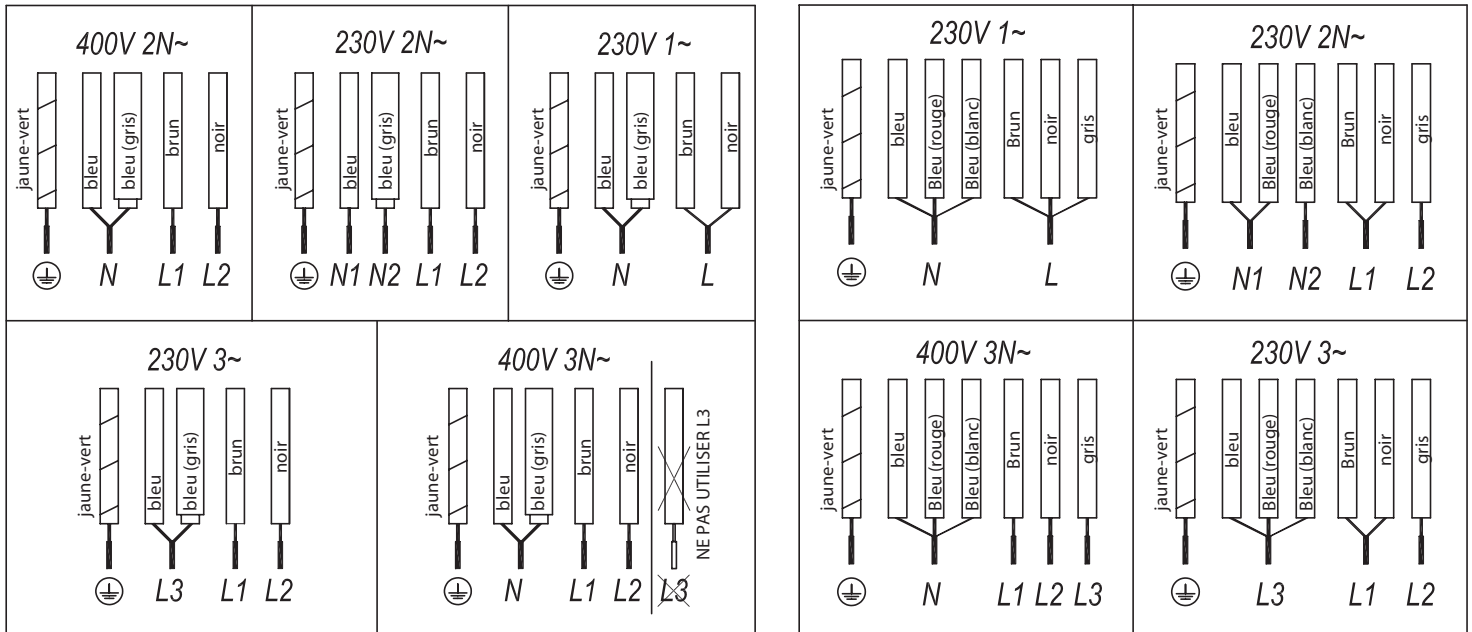 400V 2N~
jaune-vert
bleu
bleu (gris)
brun
noir
N L1 L2
230V 2N~
jaune-vert
bleu
bleu (gris)
brun
noir
N1 N2 L1 L2
230V 1~
jaune-vert
bleu
bleu (gris)
brun
noir
N L
230V 3~
jaune-vert
bleu
bleu (gris)
brun
noir
L3 L1 L2
400V 3N~
jaune-vert
bleu
bleu (gris)
brun
noir
NE PAS UTILISER L3
N L1 L2 L3
230V 1~
jaune-vert
bleu
Bleu (rouge)
Bleu (blanc)
Brun
noir
gris
N L
230V 2N~
jaune-vert
bleu
Bleu (rouge)
Bleu (blanc)
Brun
noir
gris
N1 N2 L1 L2
400V 3N~
jaune-vert
bleu
Bleu (rouge)
Bleu (blanc)
Brun
noir
gris
N L1 L2 L3
230V 3~
jaune-vert
bleu
Bleu (rouge)
Bleu (blanc)
Brun
noir
gris
L3 L1 L2